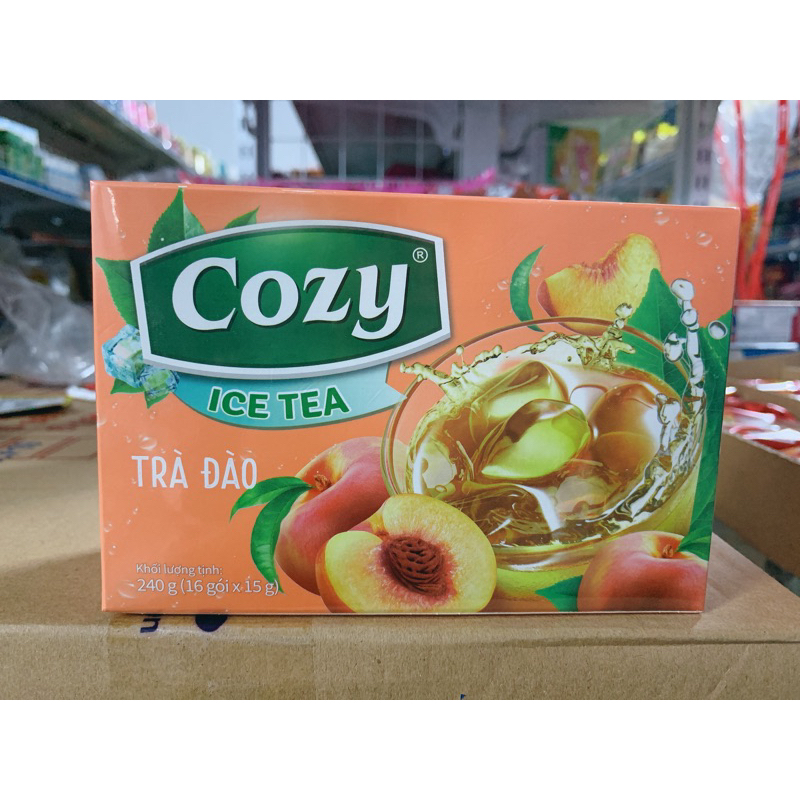 Cozy®
ICE TEA
TRÀ ĐÀO
Khối lượng tịnh:
240 g (16 gói x 15 g)